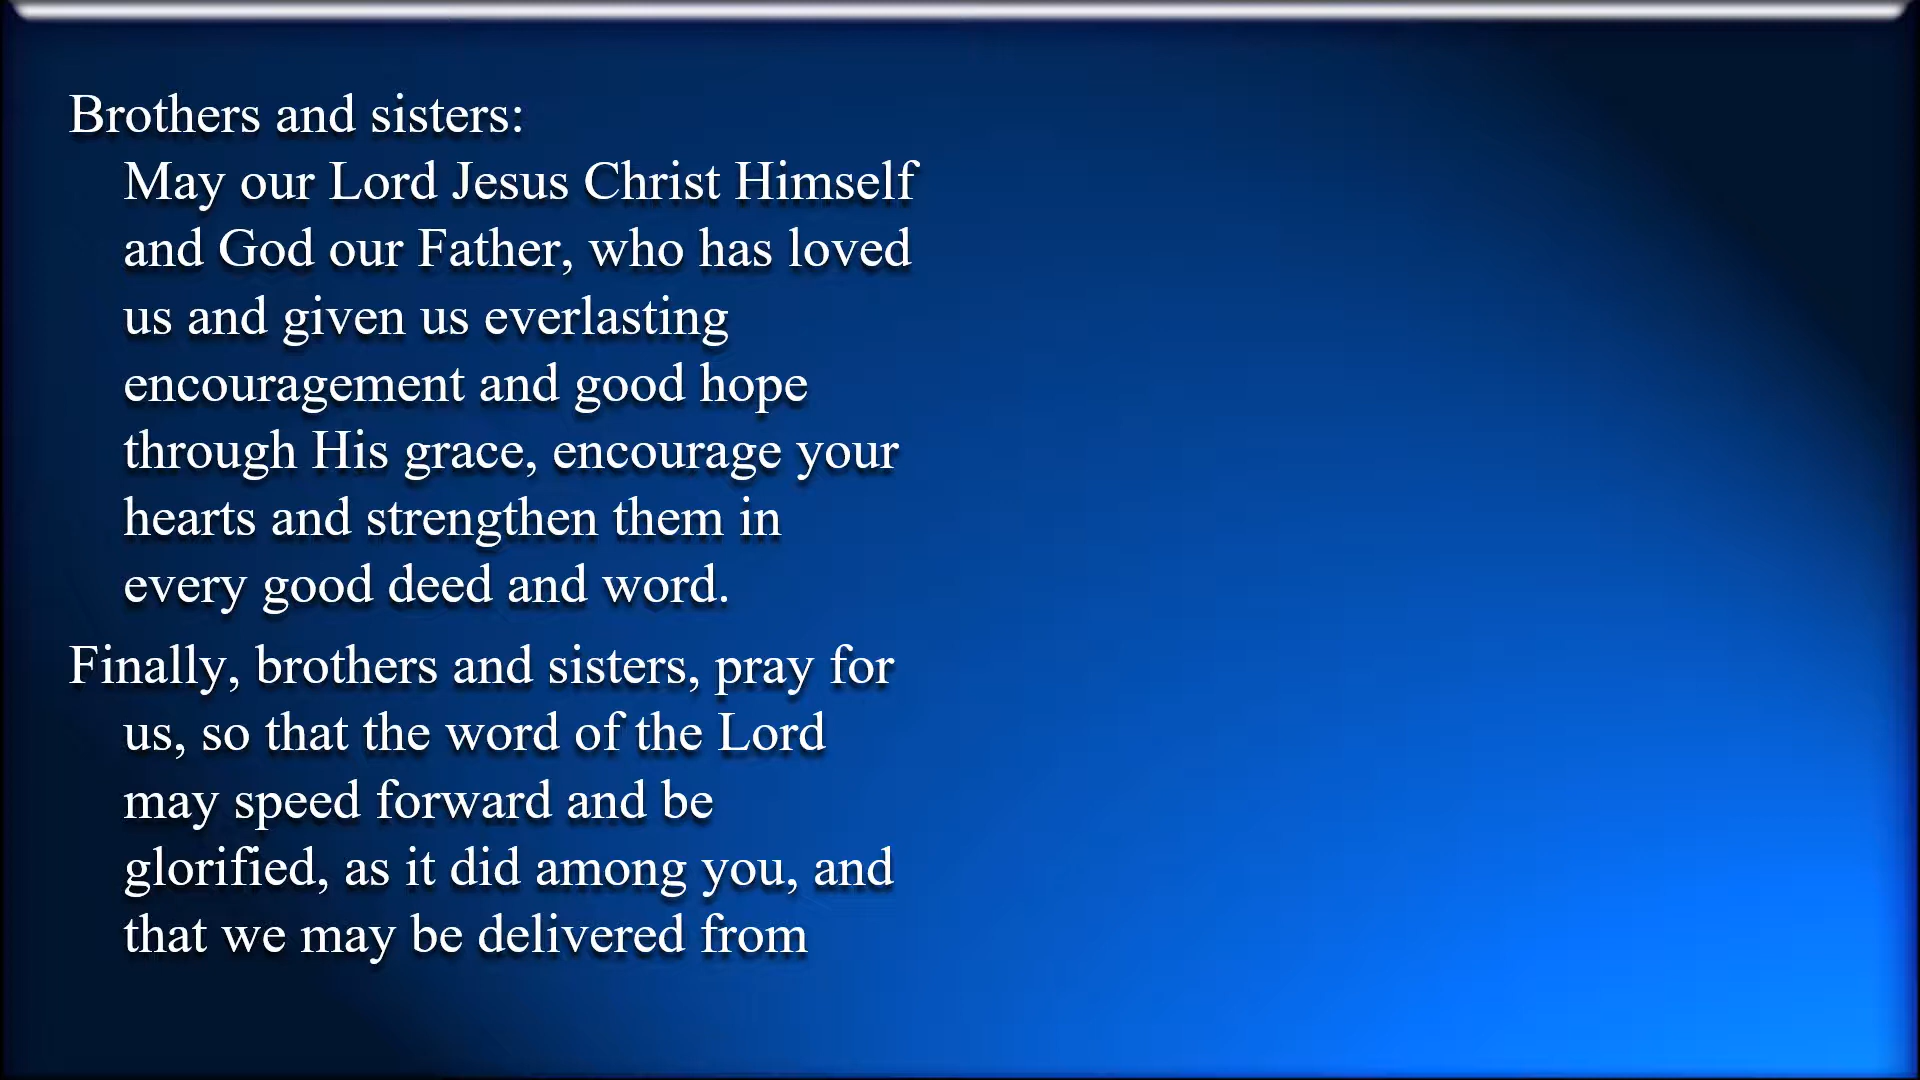 Brothers and sisters:
May our Lord Jesus Christ Himself
and God our Father, who has loved
us and given us everlasting
encouragement and good hope
through His grace, encourage your
hearts and strengthen them in
every good deed and word.
Finally, brothers and sisters, pray for
us, so that the word of the Lord
may speed forward and be
glorified, as it did among you, and
that we may be delivered from